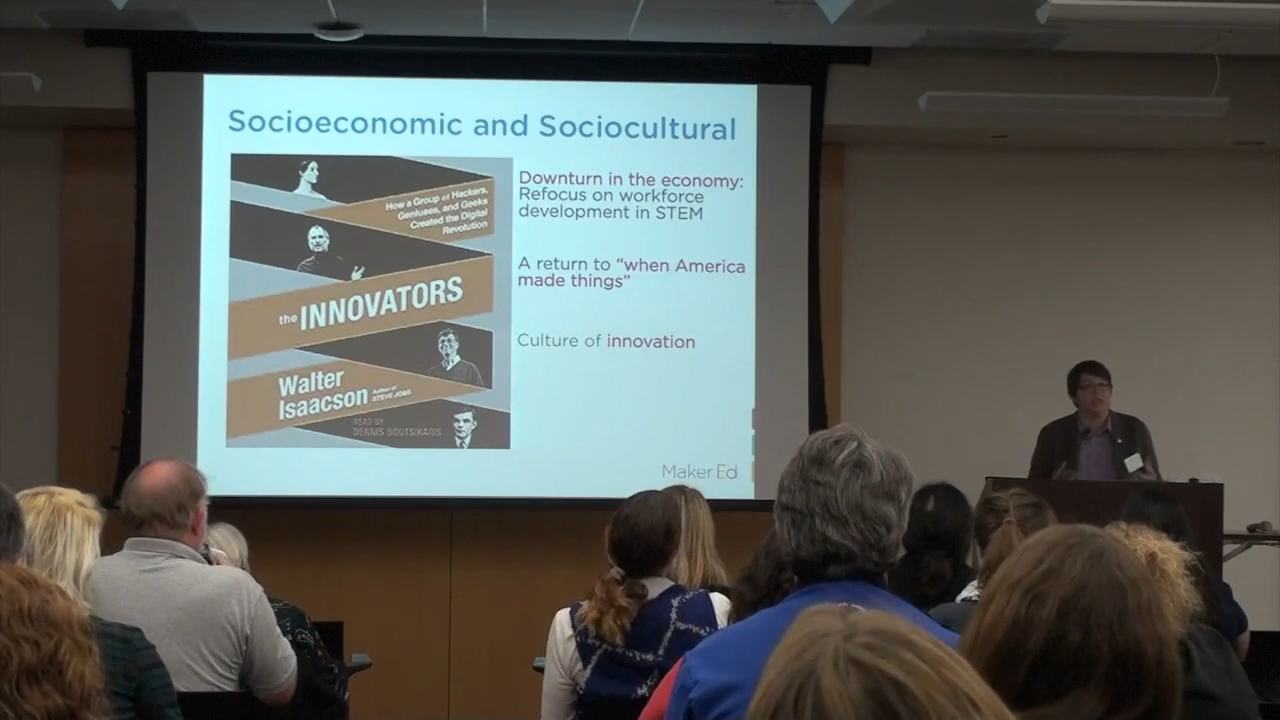 Socioeconomic and Sociocultural
How a Group of Hackers,
Geniuses, and Geeks
Created the Digital
Revolution
the INNOVATORS
Walter
Isaacson
Author of
STEVE JOBS
READ BY
DENNIS BOUTSIKARIS
Downturn in the economy:
Refocus on workforce
development in STEM
A return to “when America
made things”
Culture of innovation
Maker Ed